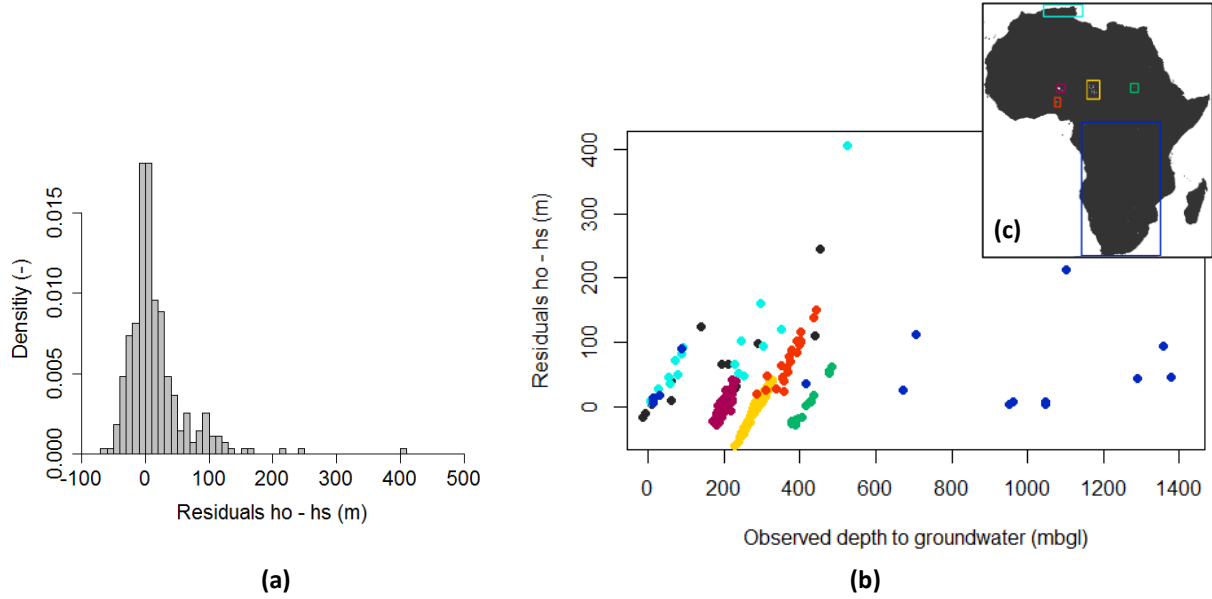 0.000 0.005 0.010 0.015
Densitiy (-)
-100 0 100 200 300 400 500
Residuals ho - hs (m)
(a)
0 100 200 300 400
Residuals ho - hs (m)
0 200 400 600 800 1000 1200 1400
Observed depth to groundwater (mbgl)
(b)
(c)